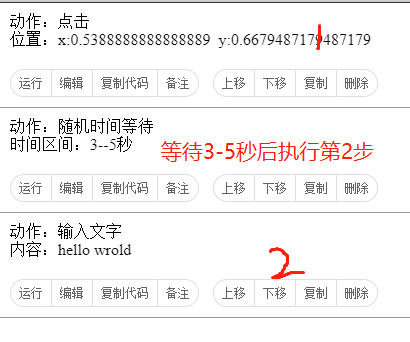 动作：点击
位置：x:0.5388888888888889 y:0.6679487179487179
1
运行 编辑 复制代码 备注 上移 下移 复制 删除
动作：随机时间等待
时间区间：3--5秒
等待3-5秒后执行第2步
运行 编辑 复制代码 备注 上移 下移 复制 删除
动作：输入文字
内容：hello wrold
2
运行 编辑 复制代码 备注 上移 下移 复制 删除